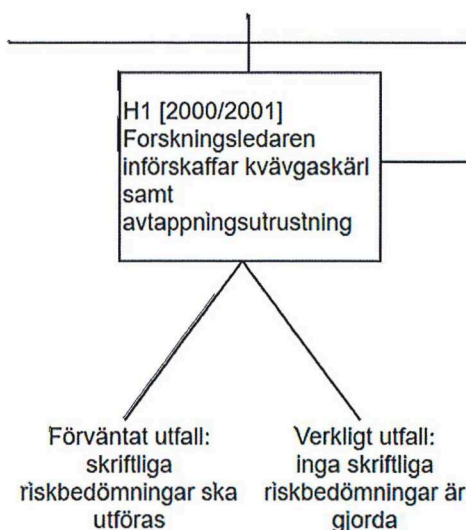 H1 [2000/2001]
Forskningsledaren
införskaffar kvävgaskärl
samt
avtappningsutrustning
Förväntat utfall:
skriftliga
riskbedömningar ska
utföras
Verkligt utfall:
inga skriftliga
riskbedömningar är
gjorda